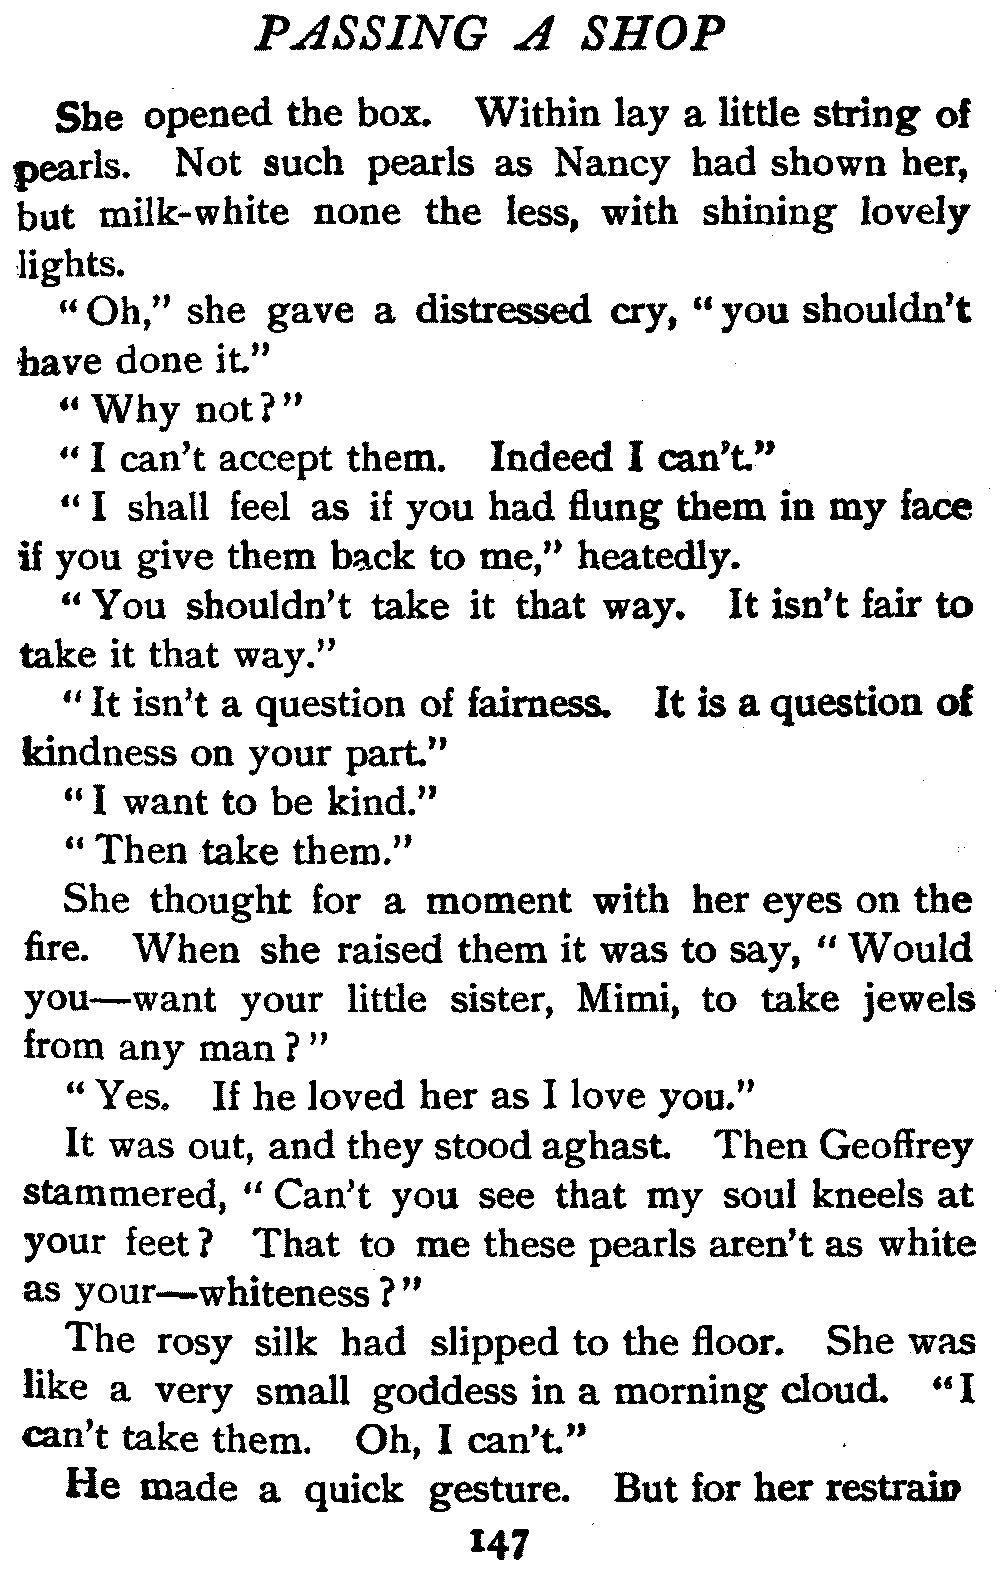 PASSING A SHOP
She opened the box. Within lay a little string of
pearls. Not such pearls as Nancy had shown her,
but milk-white none the less, with shining lovely
lights.
"Oh," she gave a distressed cry, "you shouldn't
have done it."
"Why not?"
"I can't accept them. Indeed I can't."
"I shall feel as if you had flung them in my face
if you give them back to me," heatedly.
"You shouldn't take it that way. It isn't fair to
take it that way."
"It isn't a question of fairness. It is a question of
kindness on your part."
"I want to be kind."
"Then take them."
She thought for a moment with her eyes on the
fire. When she raised them it was to say, "Would
you—want your little sister, Mimi, to take jewels
from any man?"
"Yes. If he loved her as I love you."
It was out, and they stood aghast. Then Geoffrey
stammered, "Can't you see that my soul kneels at
your feet? That to me these pearls aren't as white
as your—whiteness?"
The rosy silk had slipped to the floor. She was
like a very small goddess in a morning cloud. "I
can't take them. Oh, I can't."
He made a quick gesture. But for her restrain
147